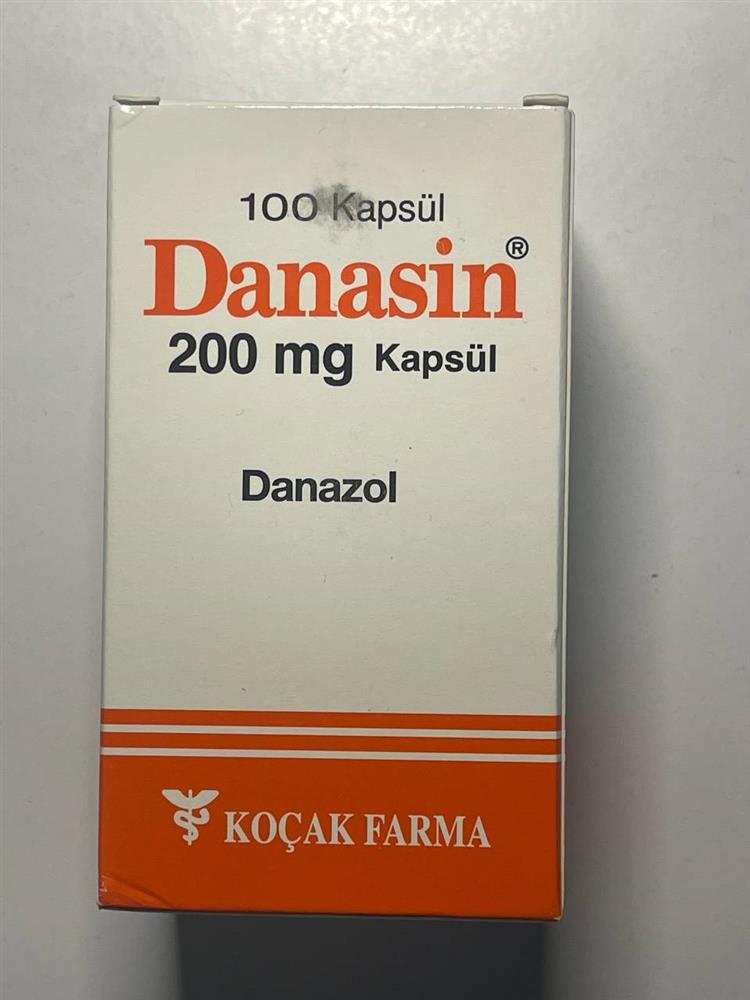 100 Kapsül
Danasin®
200 mg Kapsül
Danazol
KOÇAK FARMA